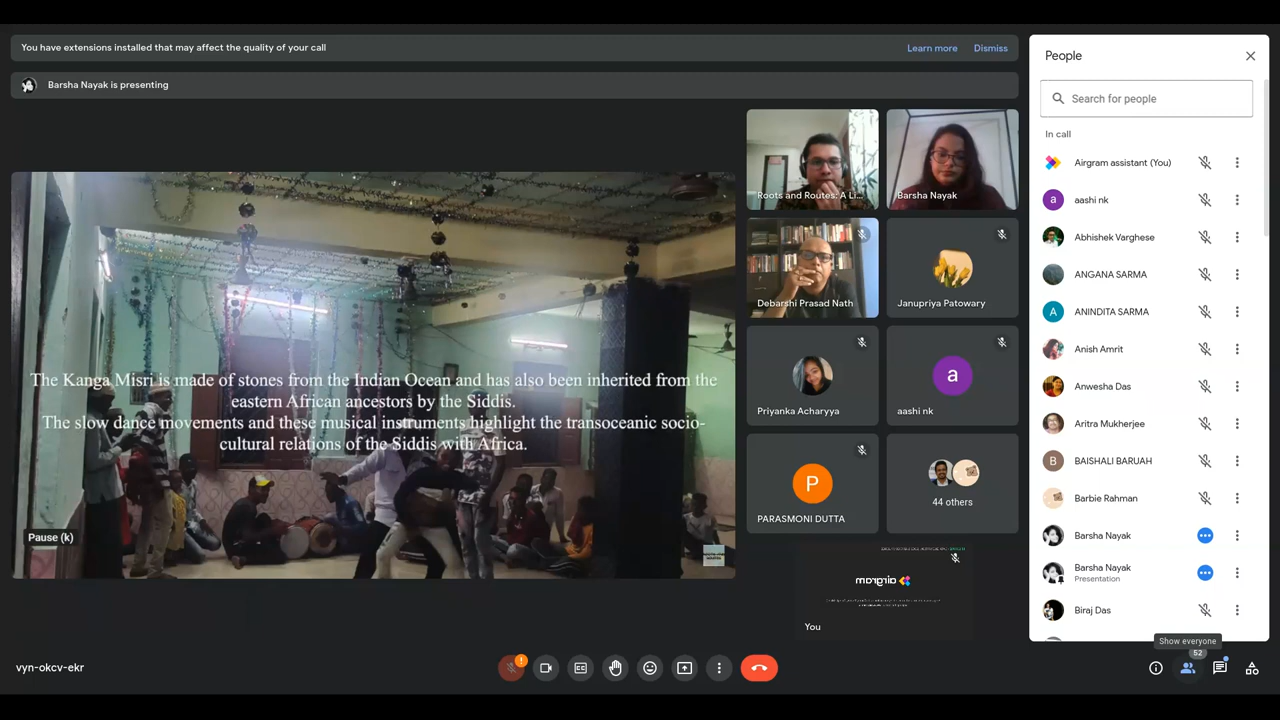 You have extensions installed that may affect the quality of your call
Learn more
Dismiss
Barsha Nayak is presenting
The Kanga Misri is made of stones from the Indian Ocean and has also been inherited from the
eastern African ancestors by the Siddis.
The slow dance movements and these musical instruments highlight the transoceanic socio-
cultural relations of the Siddis with Africa.
Pause (k)
Roots and Routes: A Li...
Barsha Nayak
Debarshi Prasad Nath
Janupriya Patowary
Priyanka Acharyya
a
aashi nk
P
PARASMONI DUTTA
44 others
airgram
You
People
Search for people
In call
Airgram assistant (You)
a
aashi nk
Abhishek Varghese
ANGANA SARMA
A
ANINDITA SARMA
Anish Amrit
Anwesha Das
Aritra Mukherjee
B
BAISHALI BARUAH
Barbie Rahman
Barsha Nayak
Barsha Nayak
Presentation
Biraj Das
Show everyone
52
vyn-okcv-ekr